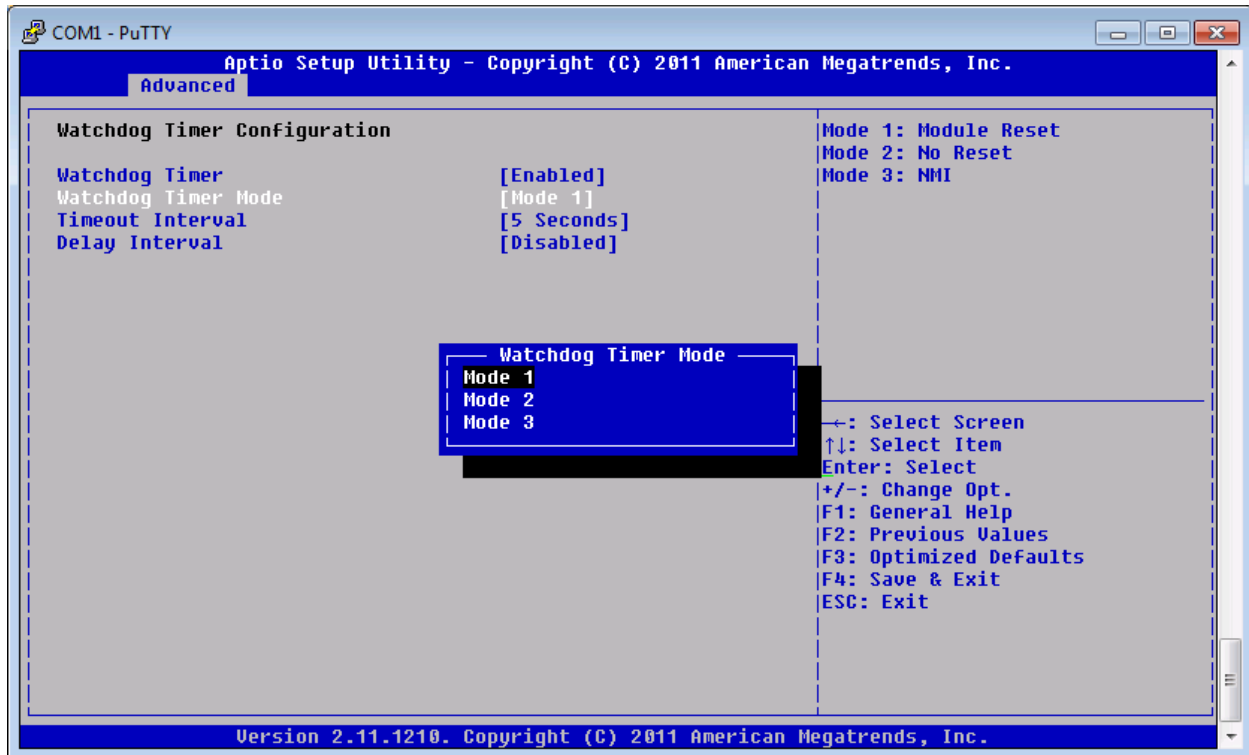 COM1 - PuTTY
Aptio Setup Utility - Copyright (C) 2011 American Megatrends, Inc.
Advanced
Watchdog Timer Configuration
Watchdog Timer [Enabled]
Watchdog Timer Mode [Mode 1]
Timeout Interval [5 Seconds]
Delay Interval [Disabled]
Mode 1: Module Reset
Mode 2: No Reset
Mode 3: NMI
Watchdog Timer Mode
Mode 1
Mode 2
Mode 3
←: Select Screen
↑↓: Select Item
Enter: Select
+/-: Change Opt.
F1: General Help
F2: Previous Values
F3: Optimized Defaults
F4: Save & Exit
ESC: Exit
Version 2.11.1210. Copyright (C) 2011 American Megatrends, Inc.